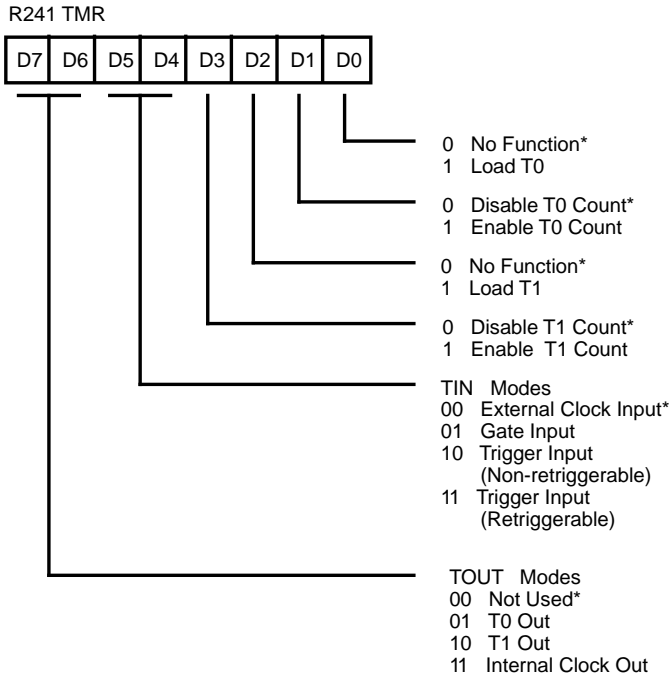 R241 TMR
D7 D6 D5 D4 D3 D2 D1 D0
0 No Function*
1 Load T0
0 Disable T0 Count*
1 Enable T0 Count
0 No Function*
1 Load T1
0 Disable T1 Count*
1 Enable T1 Count
TIN Modes
00 External Clock Input*
01 Gate Input
10 Trigger Input
(Non-retriggerable)
11 Trigger Input
(Retriggerable)
TOUT Modes
00 Not Used*
01 T0 Out
10 T1 Out
11 Internal Clock Out